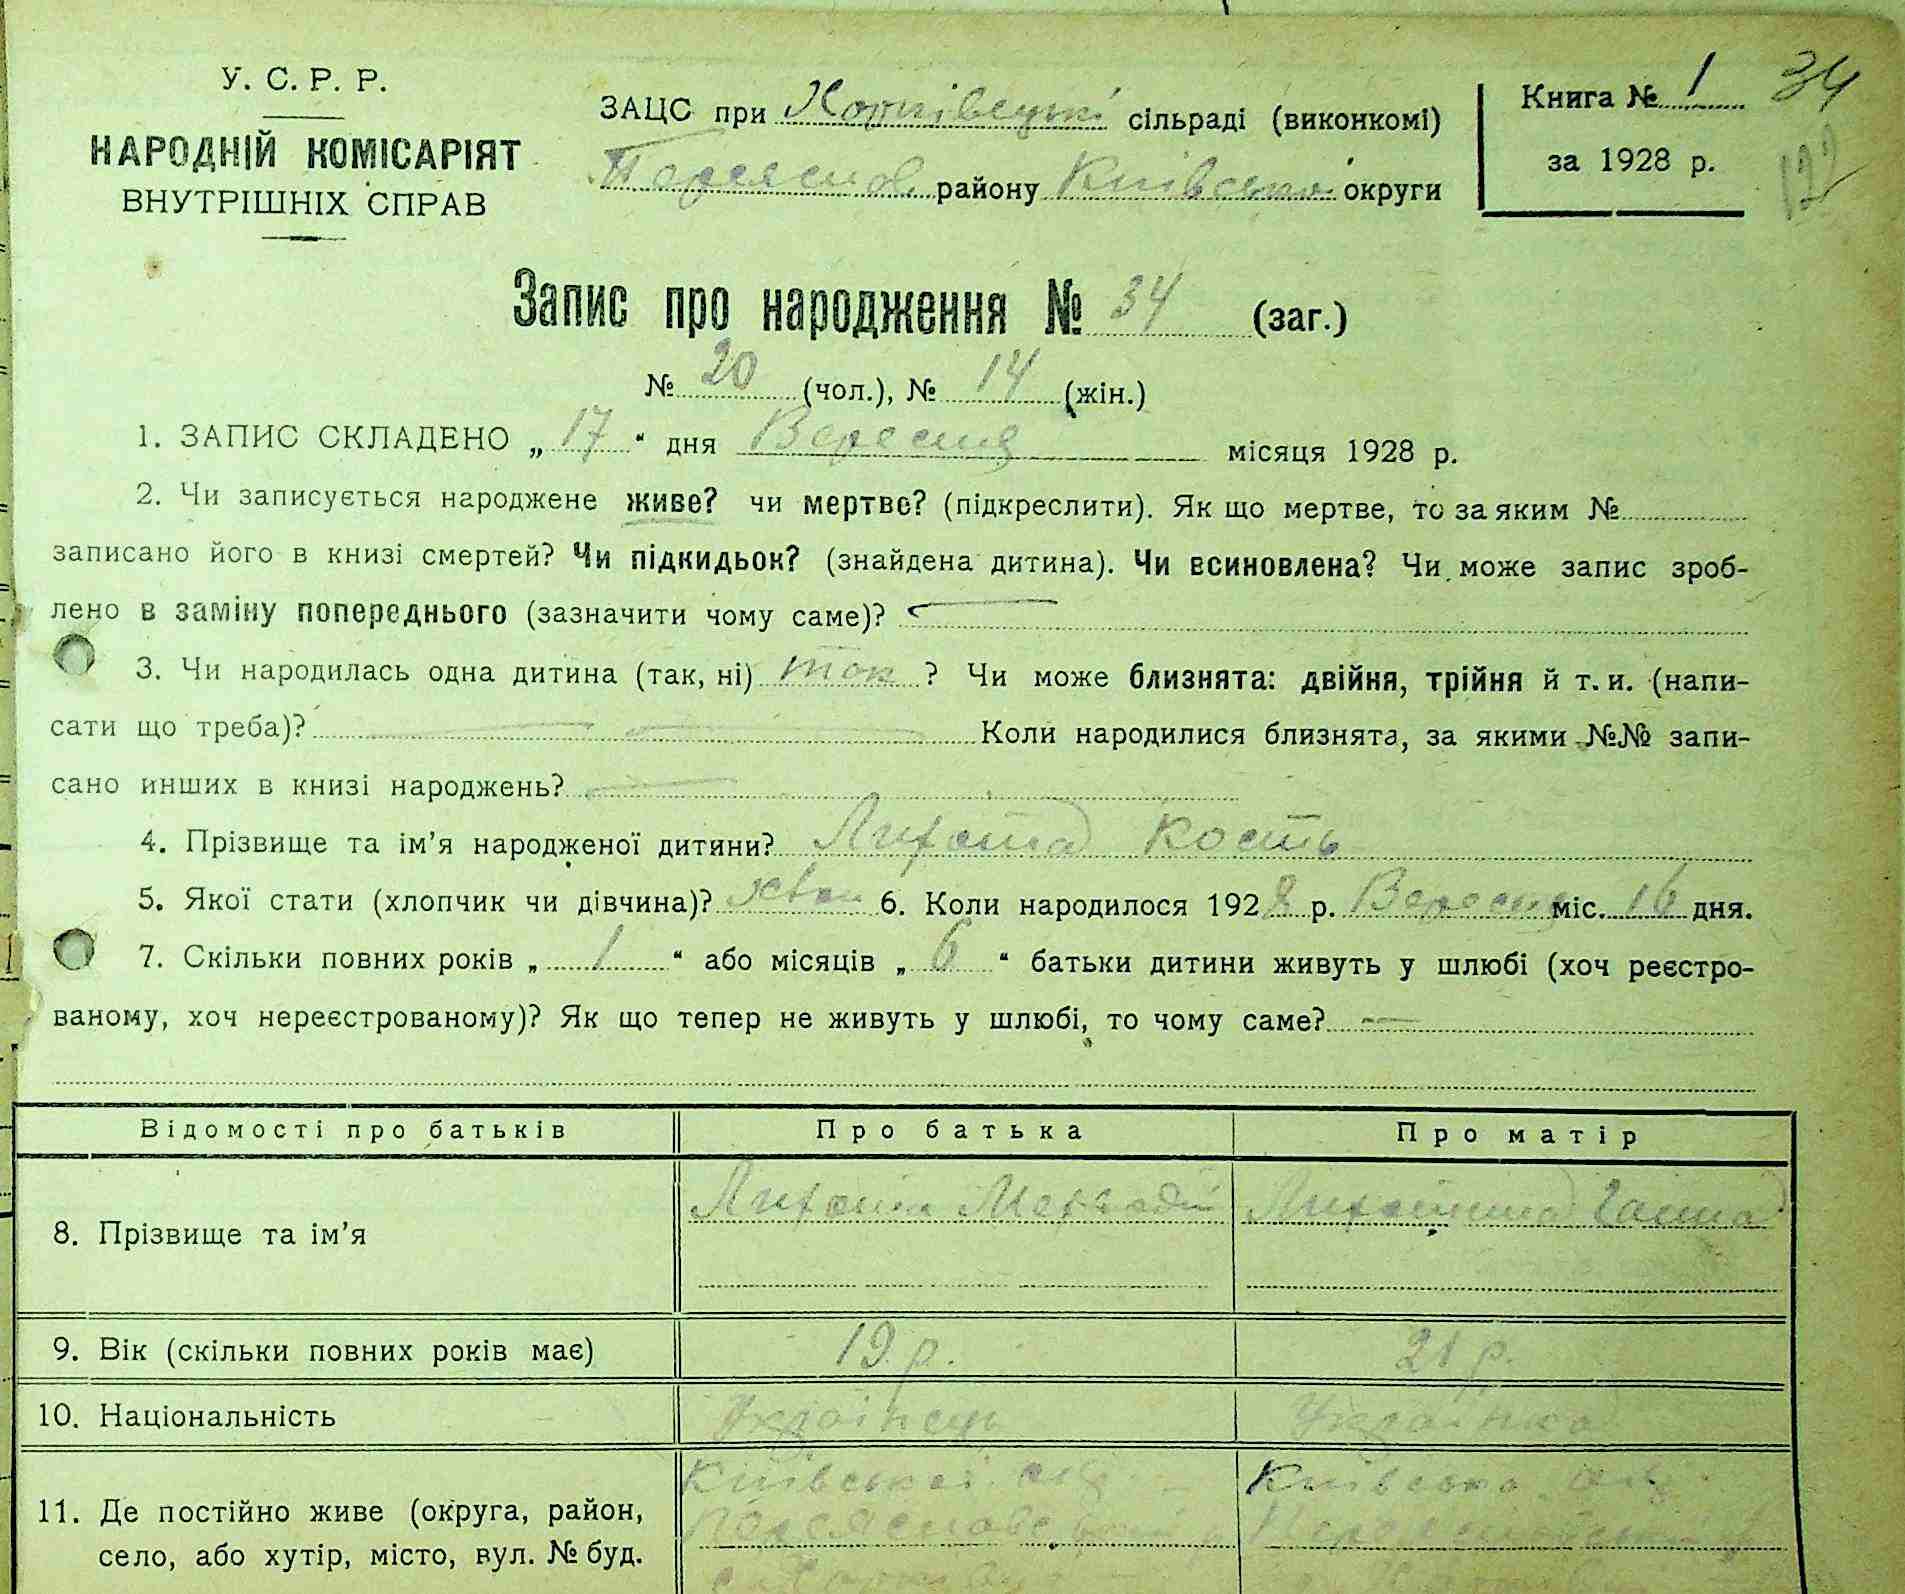 У. С. Р. Р.
НАРОДНІЙ КОМІСАРІЯТ
ВНУТРІШНІХ СПРАВ
ЗАЦС при сільраді (виконкомі)
району Київсько округи
Книга № 1
за 1928 р.
34
122
Запис про народження № 34 (заг.)
№ 20 (чол.), № 14 (жін.)
1. ЗАПИС СКЛАДЕНО „ 17 “ дня Вересня місяця 1928 р.
2. Чи записується народжене живе? чи мертве? (підкреслити). Як що мертве, то за яким №
записано його в книзі смертей? Чи підкидьок? (знайдена дитина). Чи всиновлена? Чи може запис зроб-
лено в заміну попереднього (зазначити чому саме)?
3. Чи народилась одна дитина (так, ні) так ? Чи може близнята: двійня, трійня й т. и. (напи-
сати що треба)? Коли народилися близнята, за якими №№ запи-
сано инших в книзі народжень?
4. Прізвище та ім’я народженої дитини? Кость
5. Якої стати (хлопчик чи дівчина)? 6. Коли народилося 1928 р. Вересня міс. 16 дня.
7. Скільки повних років „ 1 “ або місяців „ 6 “ батьки дитини живуть у шлюбі (хоч реєстро-
ваному, хоч нереєстрованому)? Як що тепер не живуть у шлюбі, то чому саме? —
Відомості про батьків Про батька Про матір
8. Прізвище та ім’я Ганна
9. Вік (скільки повних років має) 19 р. 21 р.
10. Національність Українець Українка
11. Де постійно живе (округа, район,
село, або хутір, місто, вул. № буд.
Київської окр
Київсько окр